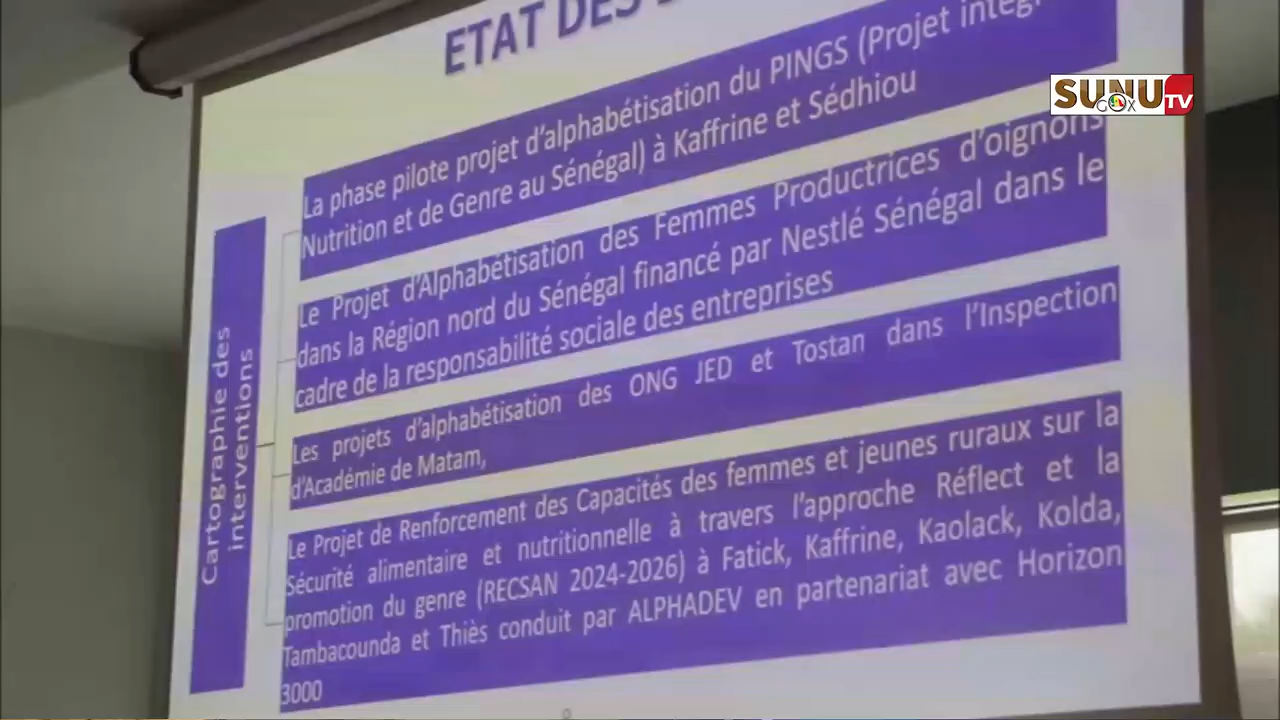 ETAT DES
SUNU
GOX
TV
La phase pilote projet d'alphabétisation du PINGS (Projet
Nutrition et de Genre au Sénégal) à Kaffrine et Sédhiou
Le Projet d'Alphabétisation des Femmes Productrices d'oignons
dans la Région nord du Sénégal financé par Nestlé Sénégal dans le
cadre de la responsabilité sociale des entreprises
Cartographie des
interventions
Les projets d'alphabétisation des ONG JED et Tostan dans l'Inspection
d'Académie de Matam,
Le Projet de Renforcement des Capacités des femmes et jeunes ruraux sur la
Sécurité alimentaire et nutritionnelle à travers l'approche Réflect et la
promotion du genre (RECSAN 2024-2026) à Fatick, Kaffrine, Kaolack, Kolda,
Tambacounda et Thiès conduit par ALPHADEV en partenariat avec Horizon
3000